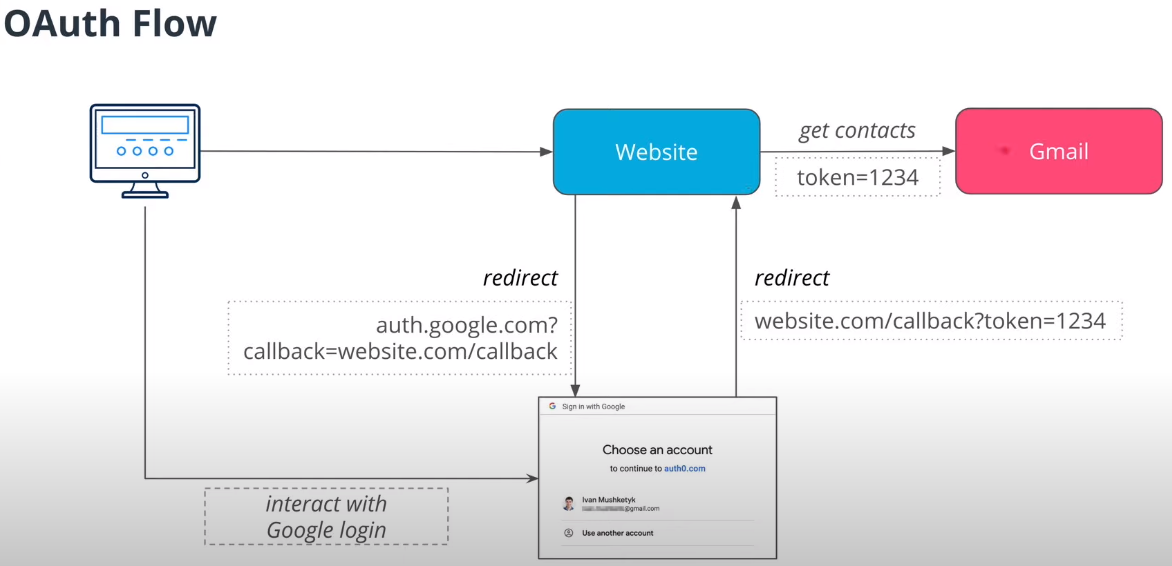 OAuth Flow
Website
get contacts
token=1234
Gmail
redirect
auth.google.com?
callback=website.com/callback
redirect
website.com/callback?token=1234
interact with
Google login
G Sign in with Google
Choose an account
to continue to auth0.com
Ivan Mushketyk
@gmail.com
Use another account